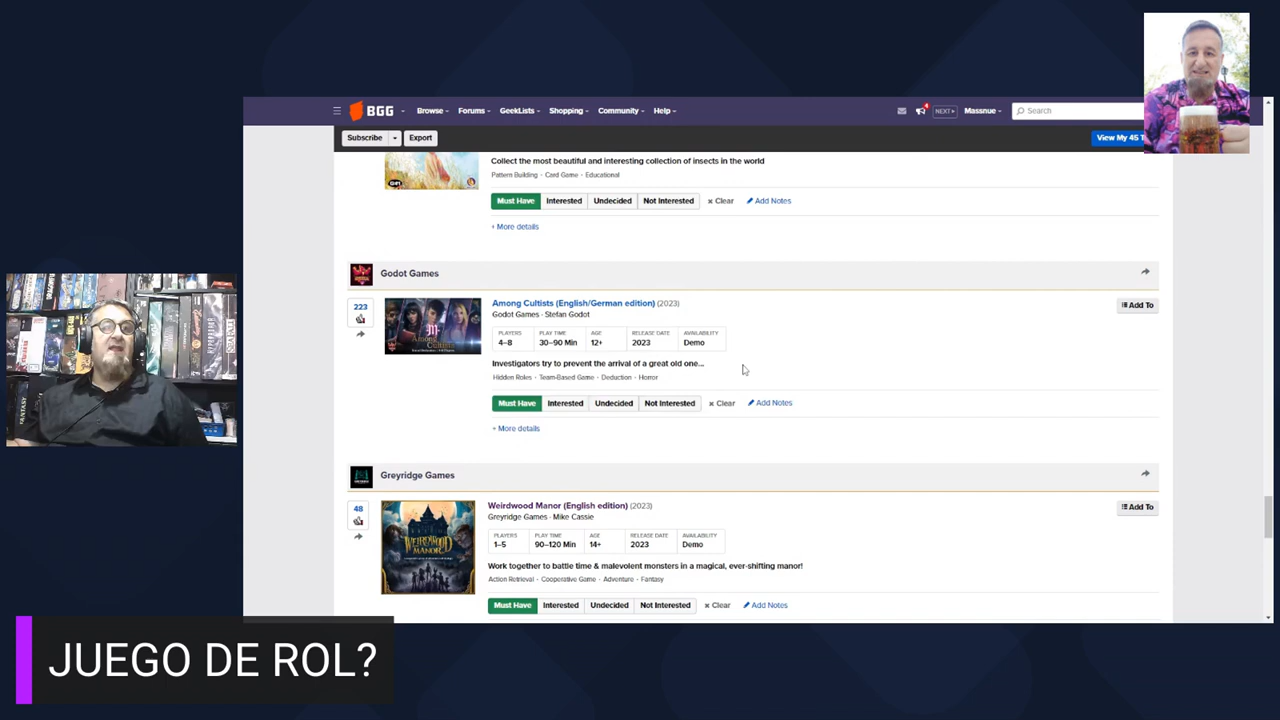 BGG
Browse
Forums
GeekLists
Shopping
Community
Help
4
NEXT
Massnue
Search
Subscribe
Export
View My 45 T
Collect the most beautiful and interesting collection of insects in the world
Pattern Building · Card Game · Educational
Must Have
Interested
Undecided
Not Interested
× Clear
Add Notes
+ More details
Godot Games
223
Among Cultists
Among Cultists (English/German edition) (2023)
Godot Games · Stefan Godot
Add To
PLAYERS
4–8
PLAY TIME
30–90 Min
AGE
12+
RELEASE DATE
2023
AVAILABILITY
Demo
Investigators try to prevent the arrival of a great old one...
Hidden Roles · Team-Based Game · Deduction · Horror
Must Have
Interested
Undecided
Not Interested
× Clear
Add Notes
+ More details
Greyridge Games
48
WEIRDWOOD
MANOR
Weirdwood Manor (English edition) (2023)
Greyridge Games · Mike Cassie
Add To
PLAYERS
1–5
PLAY TIME
90–120 Min
AGE
14+
RELEASE DATE
2023
AVAILABILITY
Demo
Work together to battle time & malevolent monsters in a magical, ever-shifting manor!
Action Retrieval · Cooperative Game · Adventure · Fantasy
Must Have
Interested
Undecided
Not Interested
× Clear
Add Notes
JUEGO DE ROL?